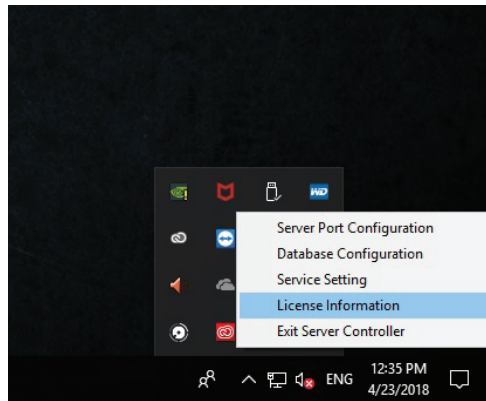 WD
Server Port Configuration
Database Configuration
Service Setting
License Information
Exit Server Controller
ENG
12:35 PM
4/23/2018